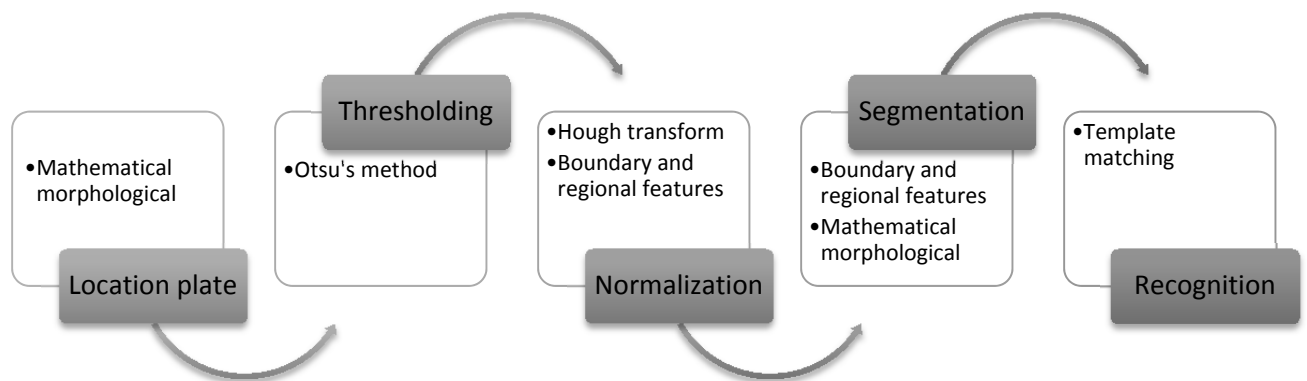 •Mathematical
morphological
Location plate
Thresholding
•Otsu's method
•Hough transform
•Boundary and
regional features
Normalization
Segmentation
•Boundary and
regional features
•Mathematical
morphological
•Template
matching
Recognition